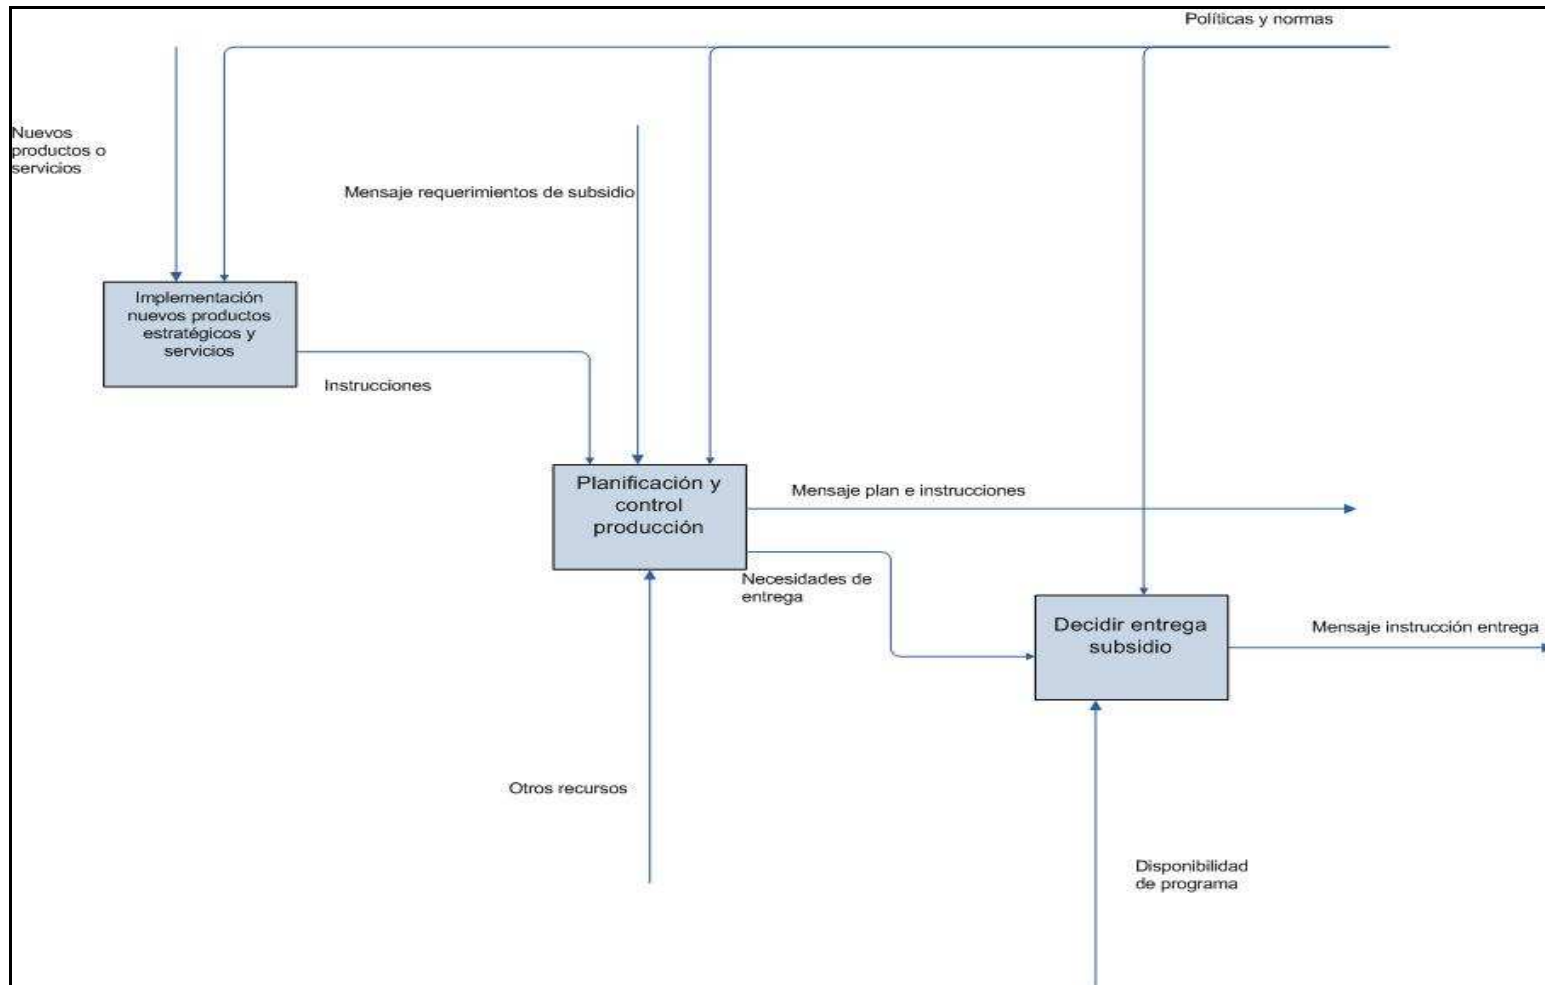 Políticas y normas
Nuevos
productos o
servicios
Mensaje requerimientos de subsidio
Implementación
nuevos productos
estratégicos y
servicios
Instrucciones
Planificación y
control
producción
Mensaje plan e instrucciones
Necesidades de
entrega
Decidir entrega
subsidio
Mensaje instrucción entrega
Otros recursos
Disponibilidad
de programa